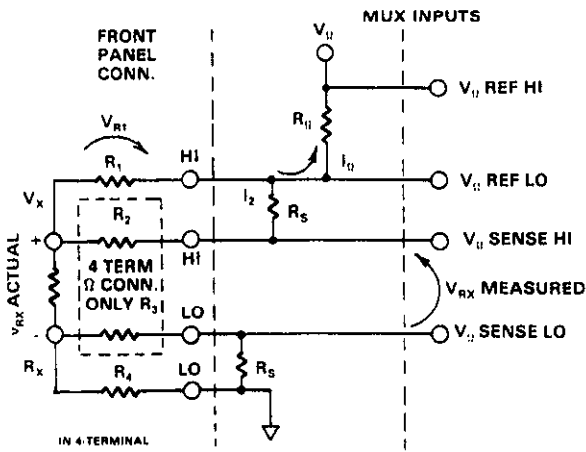 FRONT
PANEL
CONN.
MUX INPUTS
VΩ
VΩ REF HI
VR1
RΩ
R1
HI
IΩ
VΩ REF LO
VX
I2
R2
RS
+
HI
VΩ SENSE HI
4 TERM
Ω CONN.
ONLY R3
VRX ACTUAL
VRX MEASURED
LO
-
VΩ SENSE LO
RX
R4
LO
RS
IN 4-TERMINAL